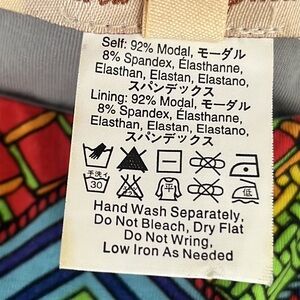 Self: 92% Modal, モーダル
8% Spandex, Élasthanne,
Elasthan, Elastan, Elastano,
スパンデックス
Lining: 92% Modal, モーダル
8% Spandex, Élasthanne,
Elasthan, Elastan, Elastano,
スパンデックス
手洗イ
30 平 低
Hand Wash Separately,
Do Not Bleach, Dry Flat
Do Not Wring,
Low Iron As Needed